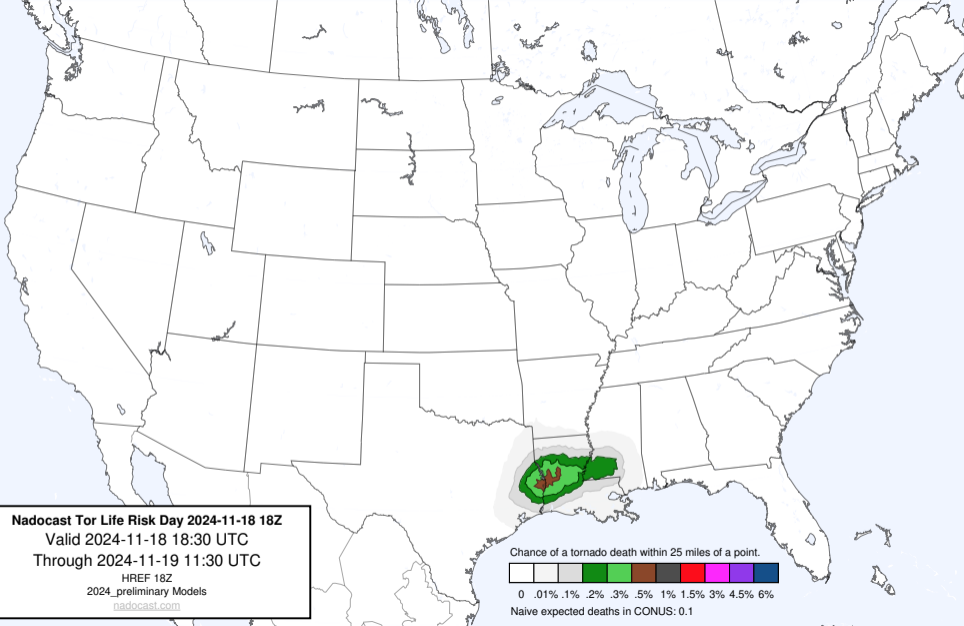 Nadocast Tor Life Risk Day 2024-11-18 18Z
Valid 2024-11-18 18:30 UTC
Through 2024-11-19 11:30 UTC
HREF 18Z
2024_preliminary Models
nadocast.com
Chance of a tornado death within 25 miles of a point.
0 .01% .1% .2% .3% .5% 1% 1.5% 3% 4.5% 6%
Naive expected deaths in CONUS: 0.1